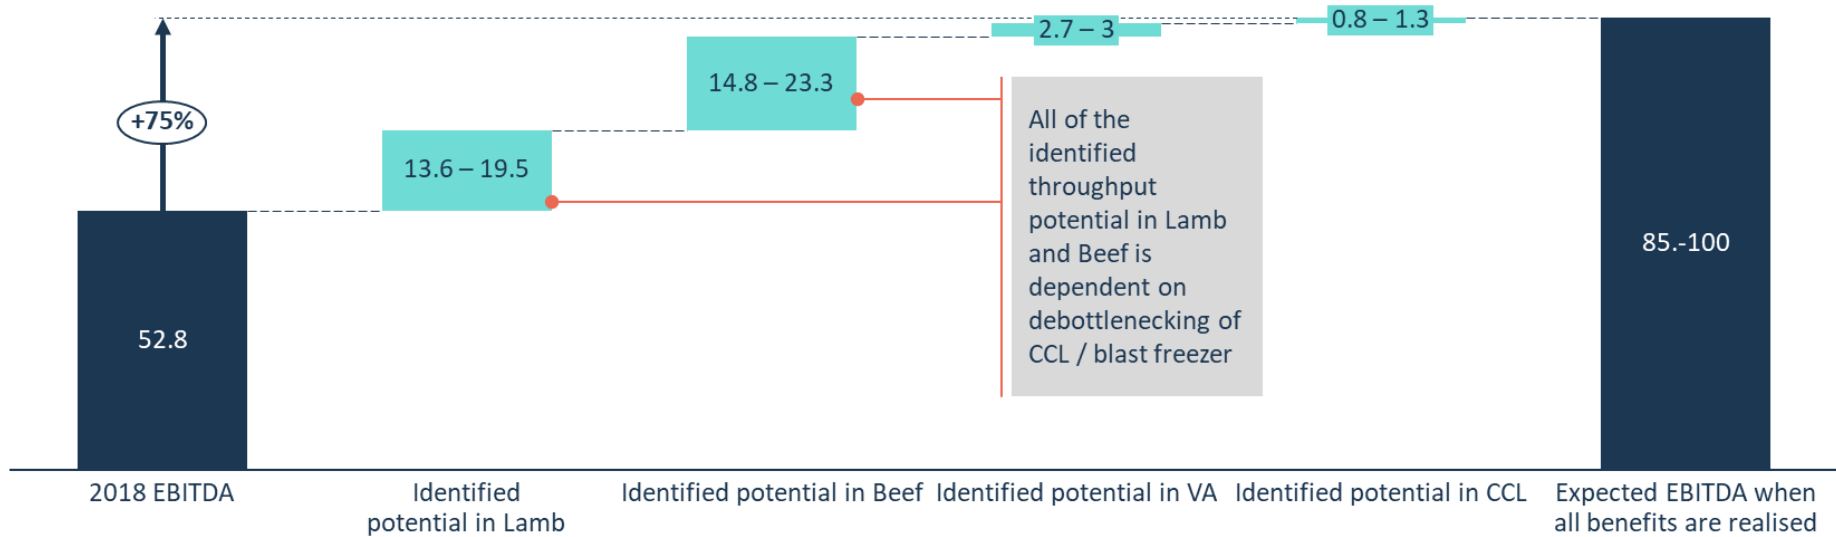 +75%
52.8
13.6 – 19.5
14.8 – 23.3
2.7 – 3
0.8 – 1.3
85.-100
All of the
identified
throughput
potential in Lamb
and Beef is
dependent on
debottlenecking of
CCL / blast freezer
2018 EBITDA
Identified
potential in Lamb
Identified potential in Beef
Identified potential in VA
Identified potential in CCL
Expected EBITDA when
all benefits are realised